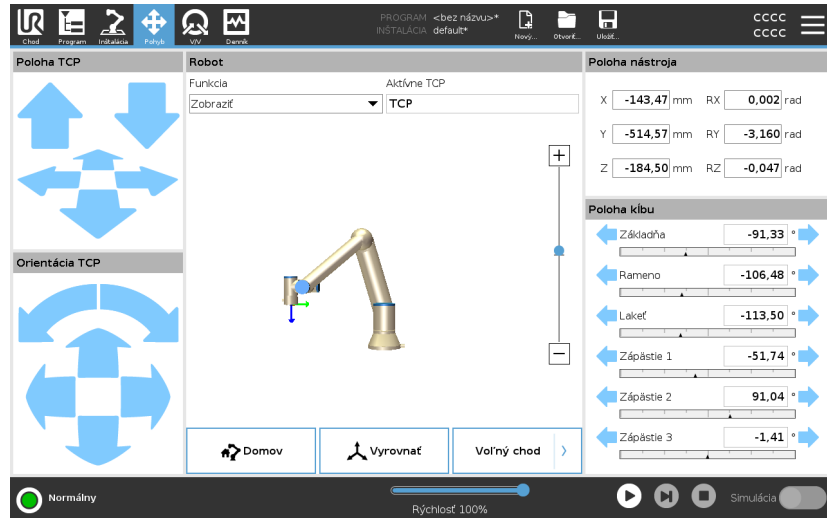 UR
PROGRAM <bez názvu>*
INŠTALÁCIA default*
CCCC
CCCC
Chod Program Inštalácia Pohyb V/V Denník Nový... Otvoriť... Uložiť...
Poloha TCP
Robot
Funkcia Aktívne TCP
Zobraziť TCP
Domov Vyrovnať Voľný chod
Poloha nástroja
X -143,47 mm RX 0,002 rad
Y -514,57 mm RY -3,160 rad
Z -184,50 mm RZ -0,047 rad
Poloha kĺbu
Základňa -91,33 °
Rameno -106,48 °
Lakeť -113,50 °
Zápästie 1 -51,74 °
Zápästie 2 91,04 °
Zápästie 3 -1,41 °
Orientácia TCP
Normálny
Rýchlosť 100%
Simulácia